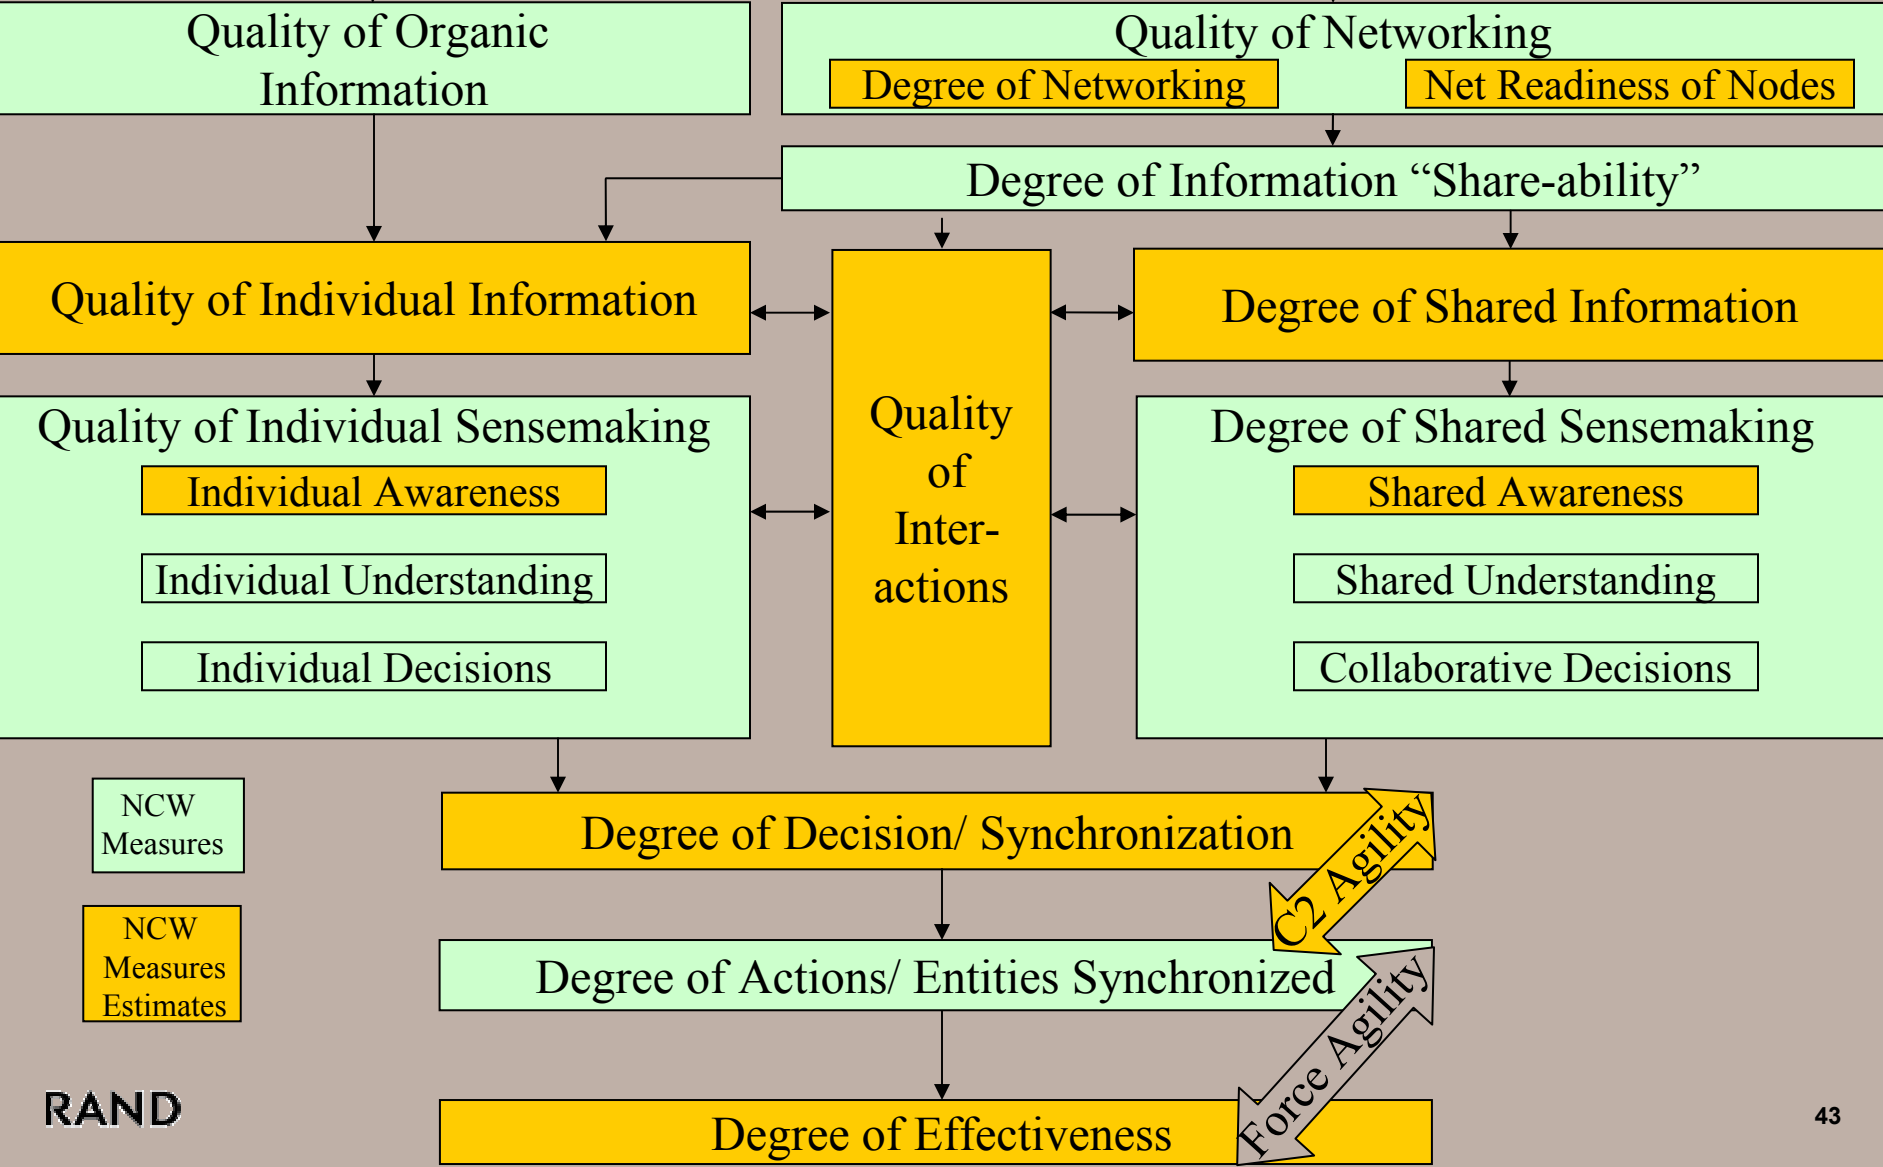 Quality of Organic
Information
Quality of Networking
Degree of Networking
Net Readiness of Nodes
Degree of Information “Share-ability”
Quality of Individual Information
Degree of Shared Information
Quality
of
Inter-
actions
Quality of Individual Sensemaking
Individual Awareness
Individual Understanding
Individual Decisions
Degree of Shared Sensemaking
Shared Awareness
Shared Understanding
Collaborative Decisions
NCW
Measures
NCW
Measures
Estimates
Degree of Decision/ Synchronization
C2 Agility
Degree of Actions/ Entities Synchronized
Force Agility
Degree of Effectiveness
RAND
43